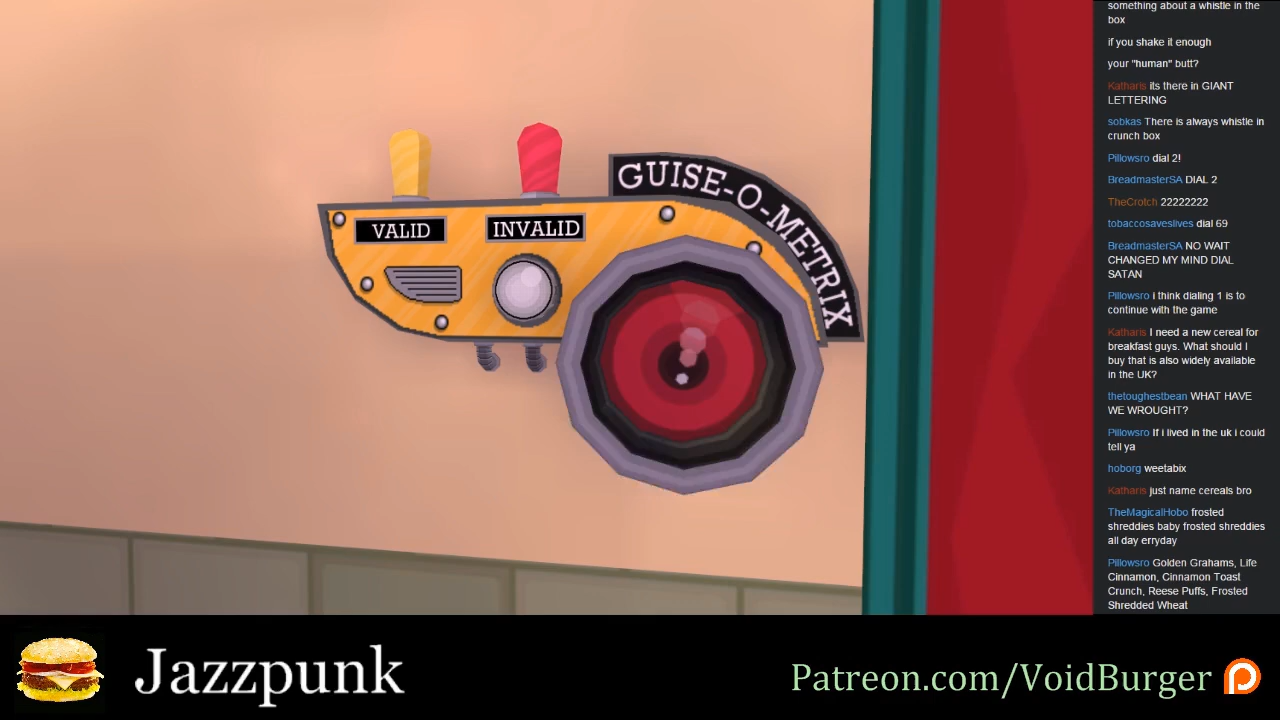 GUISE-O-METRIX
VALID
INVALID
something about a whistle in the
box
if you shake it enough
your "human" butt?
Katharis its there in GIANT
LETTERING
sobkas There is always whistle in
crunch box
Pillowsro dial 2!
BreadmasterSA DIAL 2
TheCrotch 22222222
tobaccosaveslives dial 69
BreadmasterSA NO WAIT
CHANGED MY MIND DIAL
SATAN
Pillowsro i think dialing 1 is to
continue with the game
Katharis I need a new cereal for
breakfast guys. What should I
buy that is also widely available
in the UK?
thetoughestbean WHAT HAVE
WE WROUGHT?
Pillowsro If i lived in the uk i could
tell ya
hoborg weetabix
Katharis just name cereals bro
TheMagicalHobo frosted
shreddies baby frosted shreddies
all day erryday
Pillowsro Golden Grahams, Life
Cinnamon, Cinnamon Toast
Crunch, Reese Puffs, Frosted
Shredded Wheat
Jazzpunk
Patreon.com/VoidBurger